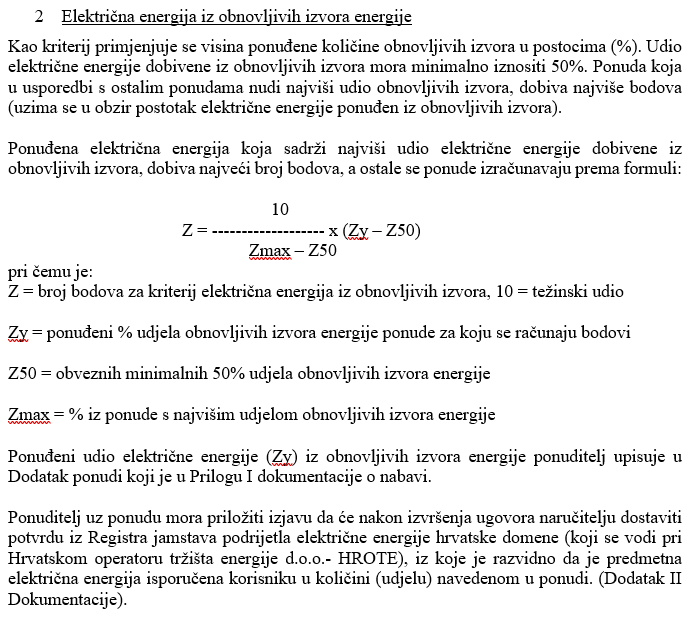 2 Električna energija iz obnovljivih izvora energije
Kao kriterij primjenjuje se visina ponuđene količine obnovljivih izvora u postocima (%). Udio
električne energije dobivene iz obnovljivih izvora mora minimalno iznositi 50%. Ponuda koja
u usporedbi s ostalim ponudama nudi najviši udio obnovljivih izvora, dobiva najviše bodova
(uzima se u obzir postotak električne energije ponuđen iz obnovljivih izvora).
Ponuđena električna energija koja sadrži najviši udio električne energije dobivene iz
obnovljivih izvora, dobiva najveći broj bodova, a ostale se ponude izračunavaju prema formuli:
10
Z = ------------------- x (Zy – Z50)
Zmax – Z50
pri čemu je:
Z = broj bodova za kriterij električna energija iz obnovljivih izvora, 10 = težinski udio
Zy = ponuđeni % udjela obnovljivih izvora energije ponude za koju se računaju bodovi
Z50 = obveznih minimalnih 50% udjela obnovljivih izvora energije
Zmax = % iz ponude s najvišim udjelom obnovljivih izvora energije
Ponuđeni udio električne energije (Zy) iz obnovljivih izvora energije ponuditelj upisuje u
Dodatak ponudi koji je u Prilogu I dokumentacije o nabavi.
Ponuditelj uz ponudu mora priložiti izjavu da će nakon izvršenja ugovora naručitelju dostaviti
potvrdu iz Registra jamstava podrijetla električne energije hrvatske domene (koji se vodi pri
Hrvatskom operatoru tržišta energije d.o.o.- HROTE), iz koje je razvidno da je predmetna
električna energija isporučena korisniku u količini (udjelu) navedenom u ponudi. (Dodatak II
Dokumentacije).